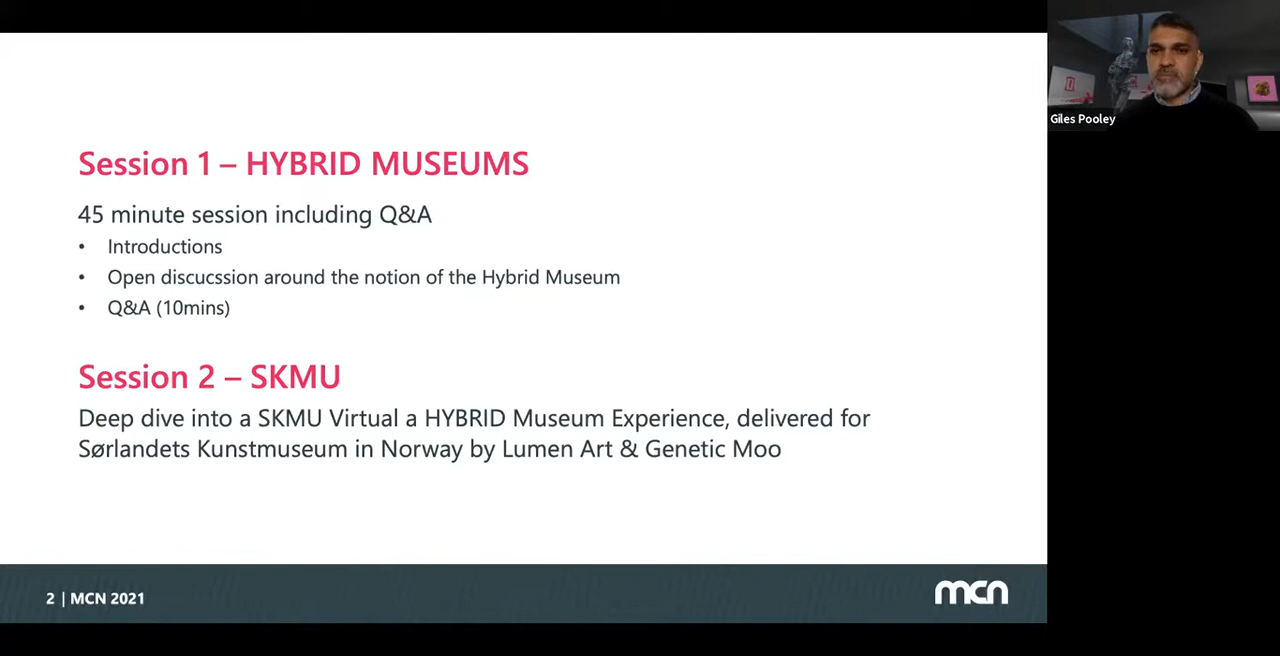 Session 1 – HYBRID MUSEUMS
45 minute session including Q&A
• Introductions
• Open discucssion around the notion of the Hybrid Museum
• Q&A (10mins)
Session 2 – SKMU
Deep dive into a SKMU Virtual a HYBRID Museum Experience, delivered for
Sørlandets Kunstmuseum in Norway by Lumen Art & Genetic Moo
2 | MCN 2021
mcn
Giles Pooley